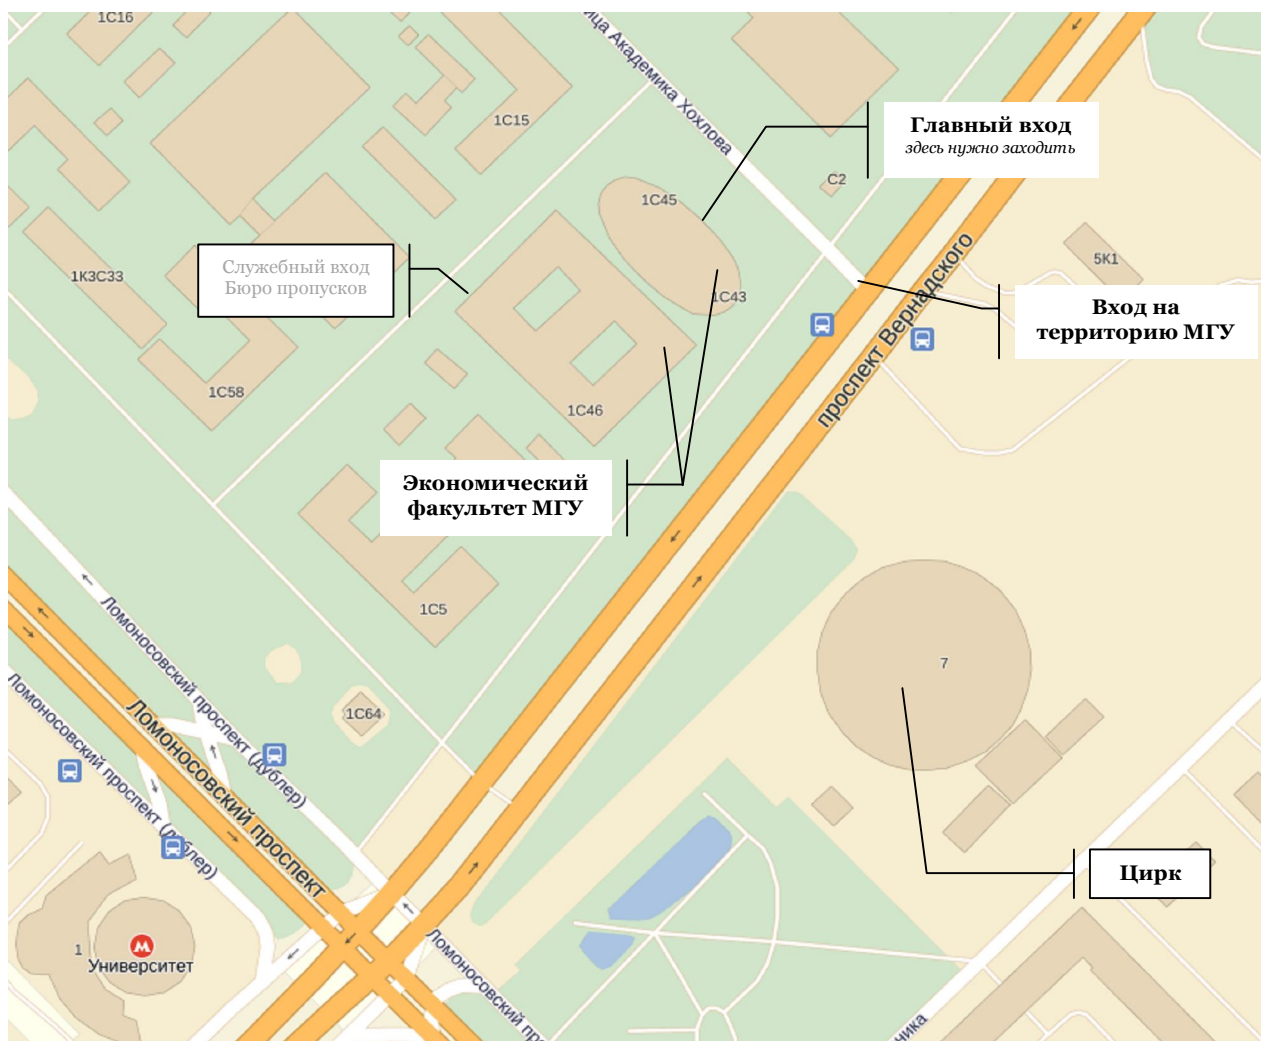 1С16
ица Академика Хохлова
1С15
Главный вход
здесь нужно заходить
С2
1С45
5К1
1К3С33
Служебный вход
Бюро пропусков
1С43
Вход на
территорию МГУ
проспект Вернадского
1С58
1С46
Экономический
факультет МГУ
1С5
Ломоносовский проспект (дублер)
7
1С64
Ломоносовский проспект
Ломоносовский проспект (дублер)
Цирк
1
М
Университет
Ломоносовский про
чника